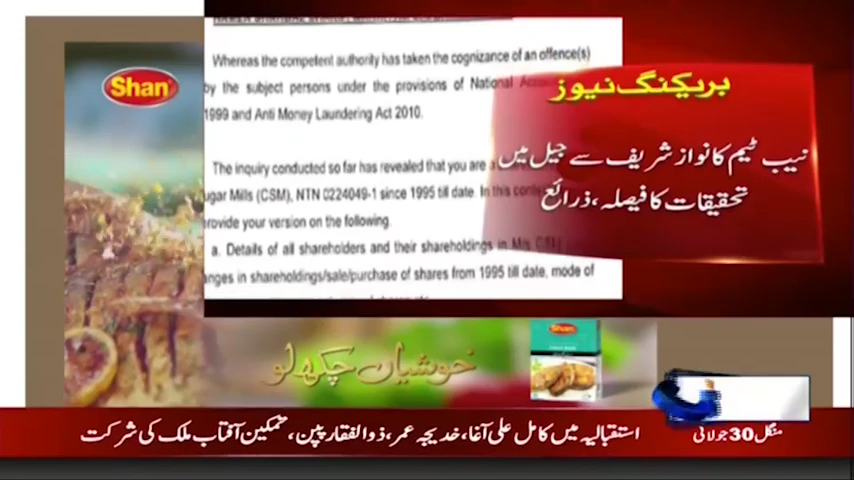 Shan
Whereas the competent authority has taken the cognizance of an offence(s)
by the subject persons under the provisions of National
1999 and Anti Money Laundering Act 2010.
The inquiry conducted so far has revealed that you are a
ugar Mills (CSM), NTN 0224049-1 since 1995 till date. In this
rovide your version on the following.
a. Details of all shareholders and their shareholdings in M/s CSM
anges in shareholdings/sale/purchase of shares from 1995 till date, mode of
بریکنگ نیوز
نیب ٹیم کا نواز شریف سے جیل میں
تحقیقات کا فیصلہ، ذرائع
خوشیاں چکھ لو
Shan
استقبالیہ میں کامل علی آغا، خدیجہ عمر، ذوالفقار پپن، تمکین آفتاب ملک کی شرکت
منگل 30 جولائی